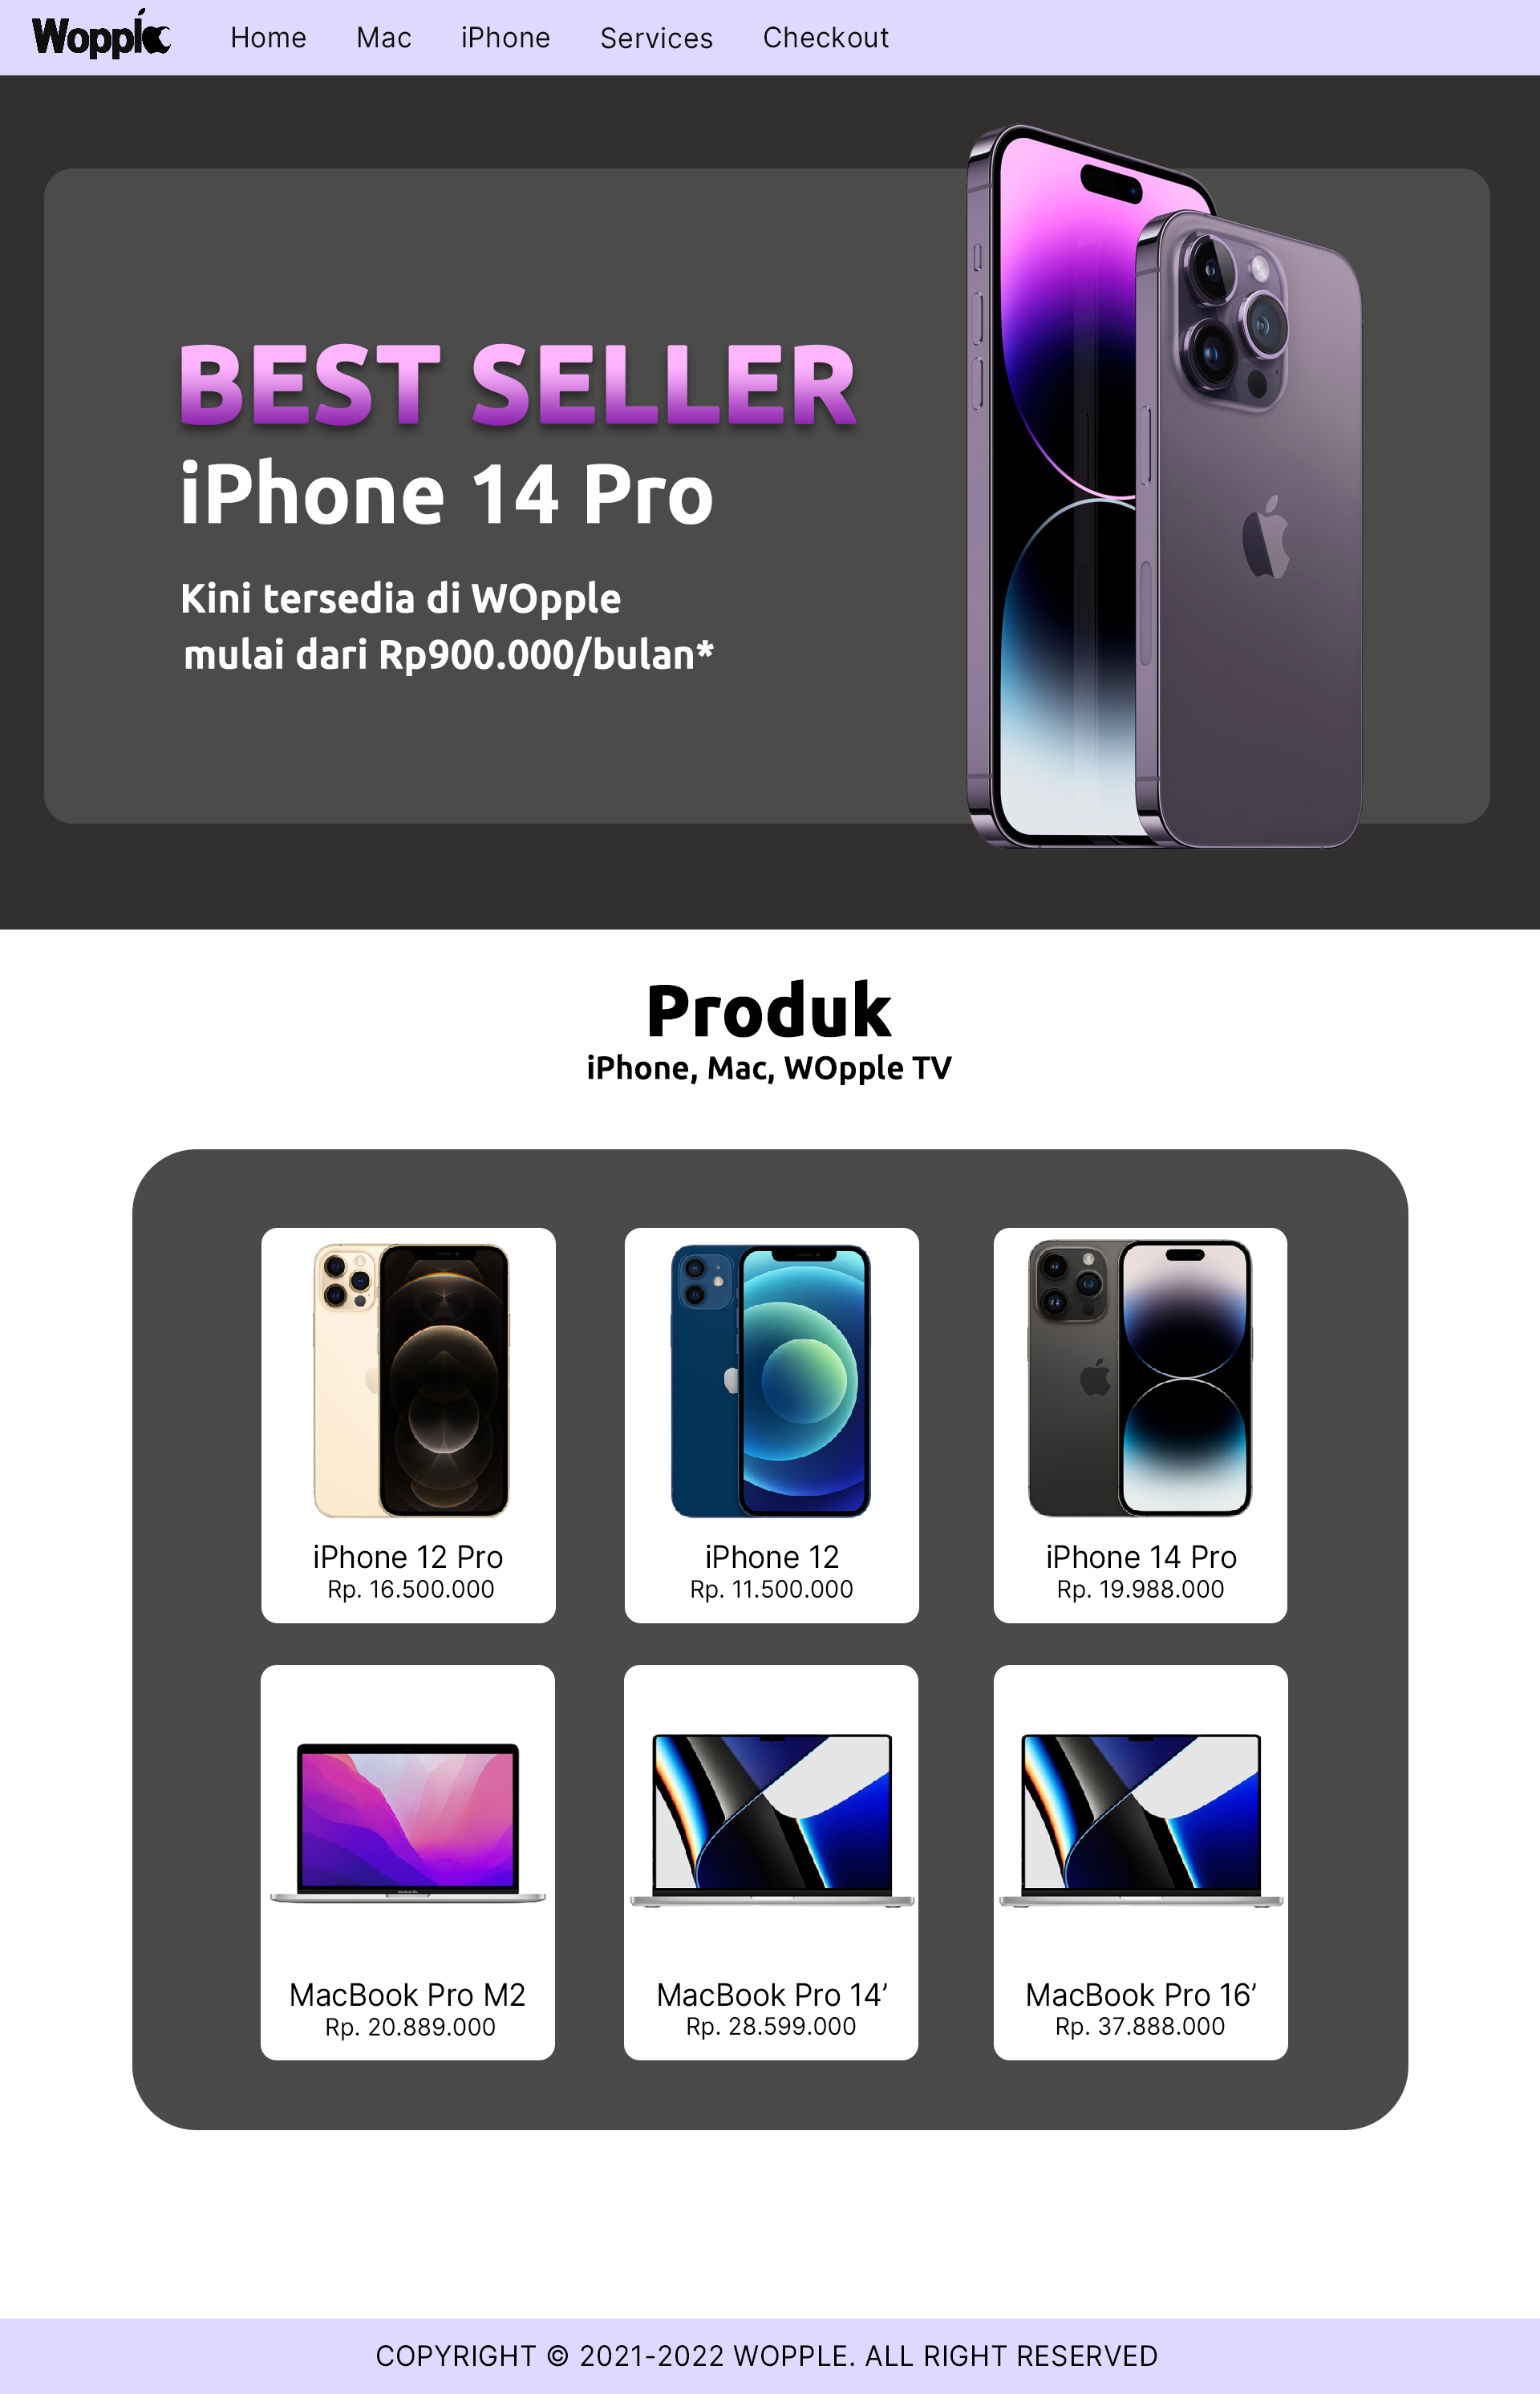 Wopple
Home Mac iPhone Services Checkout
BEST SELLER
iPhone 14 Pro
Kini tersedia di WOpple
mulai dari Rp900.000/bulan*
Produk
iPhone, Mac, WOpple TV
iPhone 12 Pro
Rp. 16.500.000
iPhone 12
Rp. 11.500.000
iPhone 14 Pro
Rp. 19.988.000
MacBook Pro M2
Rp. 20.889.000
MacBook Pro 14’
Rp. 28.599.000
MacBook Pro 16’
Rp. 37.888.000
COPYRIGHT © 2021-2022 WOPPLE. ALL RIGHT RESERVED